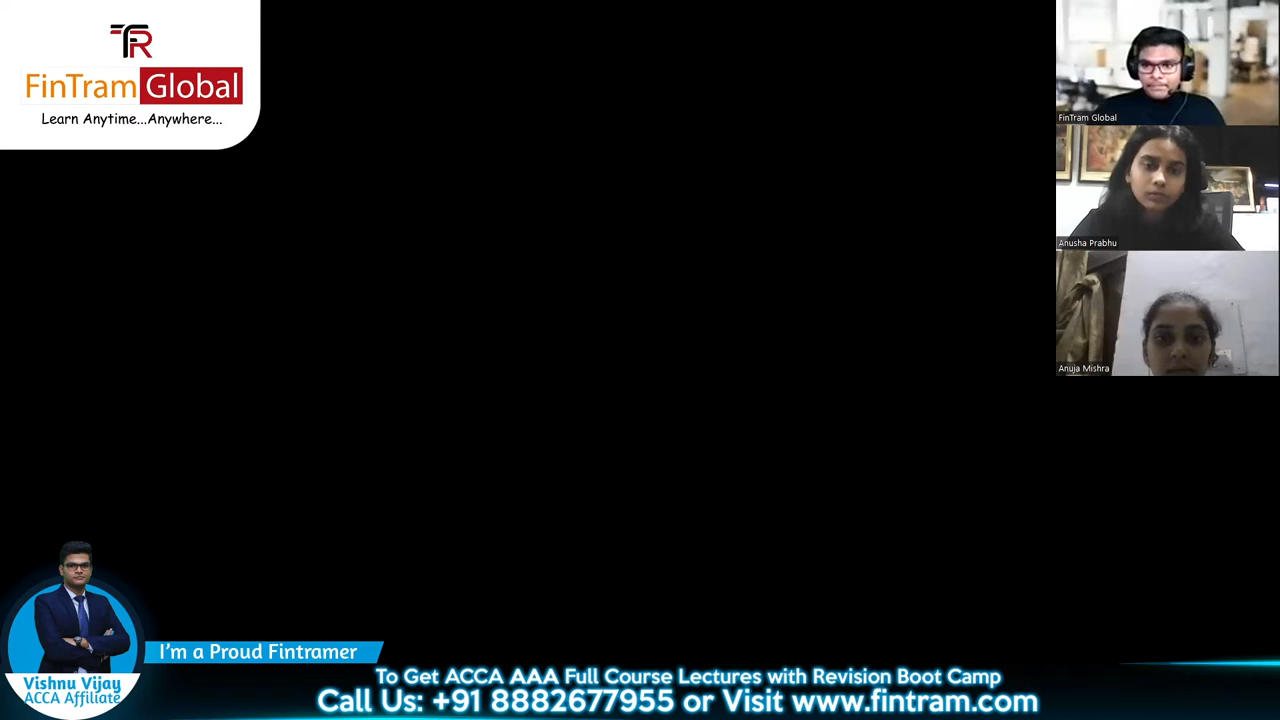 FR
FinTram Global
Learn Anytime...Anywhere...
FinTram Global
Anusha Prabhu
Anuja Mishra
I'm a Proud Fintramer
Vishnu Vijay
ACCA Affiliate
To Get ACCA AAA Full Course Lectures with Revision Boot Camp
Call Us: +91 8882677955 or Visit www.fintram.com